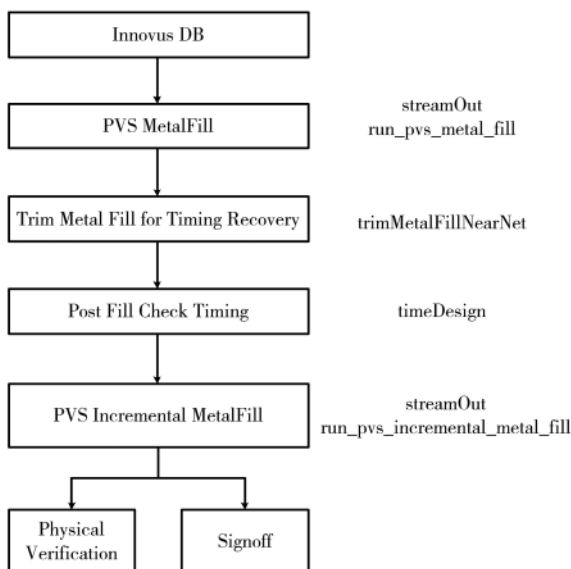 Innovus DB
PVS MetalFill
streamOut
run_pvs_metal_fill
Trim Metal Fill for Timing Recovery
trimMetalFillNearNet
Post Fill Check Timing
timeDesign
PVS Incremental MetalFill
streamOut
run_pvs_incremental_metal_fill
Physical
Verification
Signoff